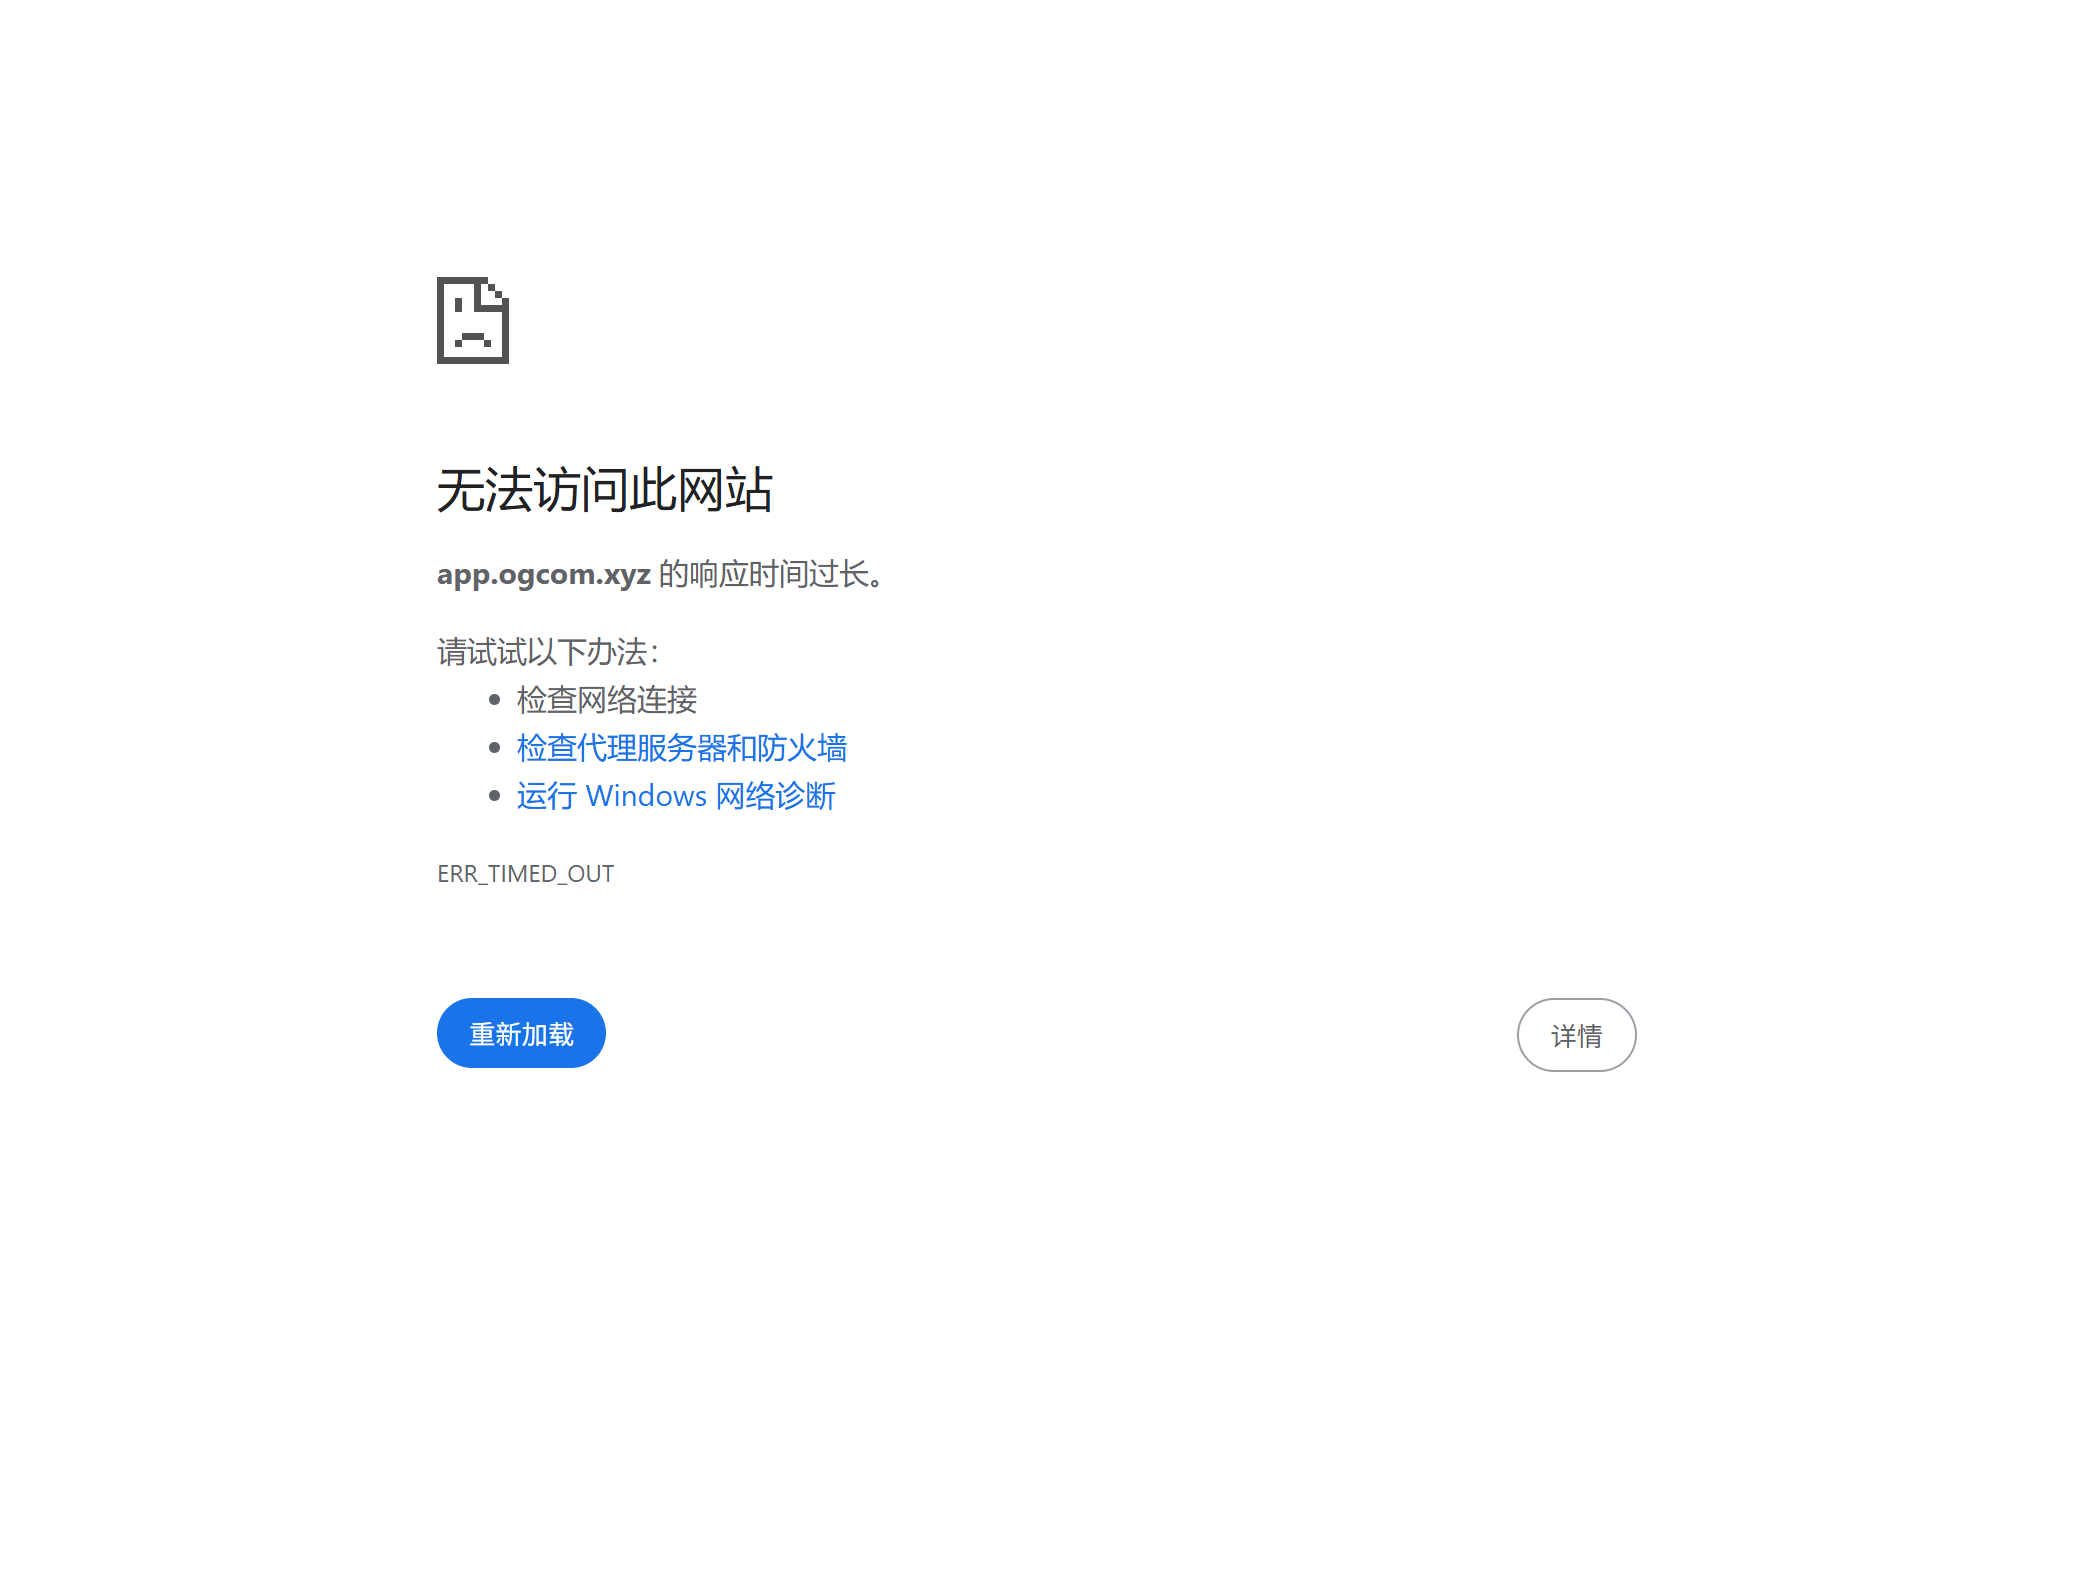 无法访问此网站
app.ogcom.xyz 的响应时间过长。
请试试以下办法：
检查网络连接
检查代理服务器和防火墙
运行 Windows 网络诊断
ERR_TIMED_OUT
重新加载
详情